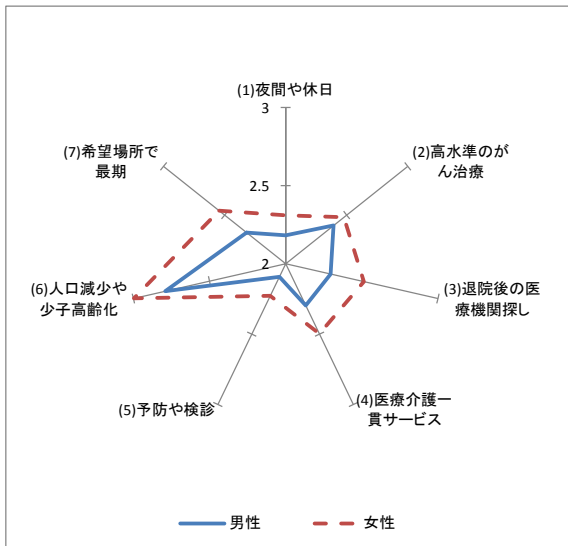 (1)夜間や休日
3
(7)希望場所で
最期
(2)高水準のが
ん治療
2.5
2
(6)人口減少や
少子高齢化
(3)退院後の医
療機関探し
(5)予防や検診
(4)医療介護一
貫サービス
男性 女性